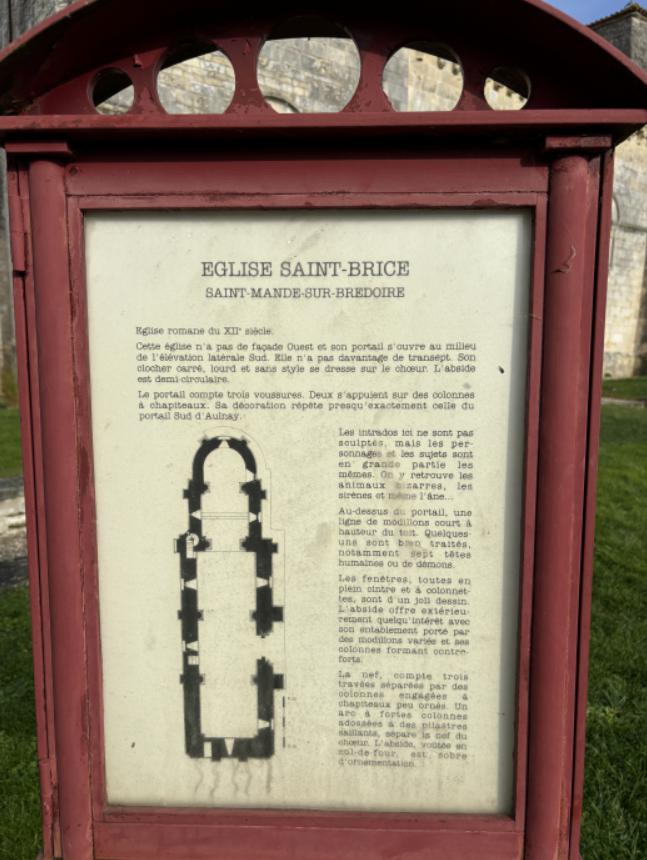 EGLISE SAINT-BRICE
SAINT-MANDE-SUR-BREDOIRE
Eglise romane du XIIe siècle.
Cette église n'a pas de façade Ouest et son portail s'ouvre au milieu
de l'élévation latérale Sud. Elle n'a pas davantage de transept. Son
clocher carré, lourd et sans style se dresse sur le chœur. L'abside
est demi-circulaire.
Le portail compte trois voussures. Deux s'appuient sur des colonnes
à chapiteaux. Sa décoration répète presqu'exactement celle du
portail Sud d'Aulnay.
Les intrados ici ne sont pas
sculptés, mais les per-
sonnages et les sujets sont
en grande partie les
mêmes. On y retrouve les
animaux bizarres, les
sirènes et même l'âne...
Au-dessus du portail, une
ligne de modillons court à
hauteur du toit. Quelques-
uns sont bien traités,
notamment sept têtes
humaines ou de démons.
Les fenêtres, toutes en
plein cintre et à colonnet-
tes, sont d'un joli dessin.
L'abside offre extérieu-
rement quelqu'intérêt avec
son entablement porté par
des modillons variés et ses
colonnes formant contre-
forts.
La nef, compte trois
travées séparées par des
colonnes engagées à
chapiteaux peu ornés. Un
arc à fortes colonnes
adossées à des pilastres
saillants, sépare la nef du
chœur. L'abside, voûtée en
cul-de-four, est sobre
d'ornementation.